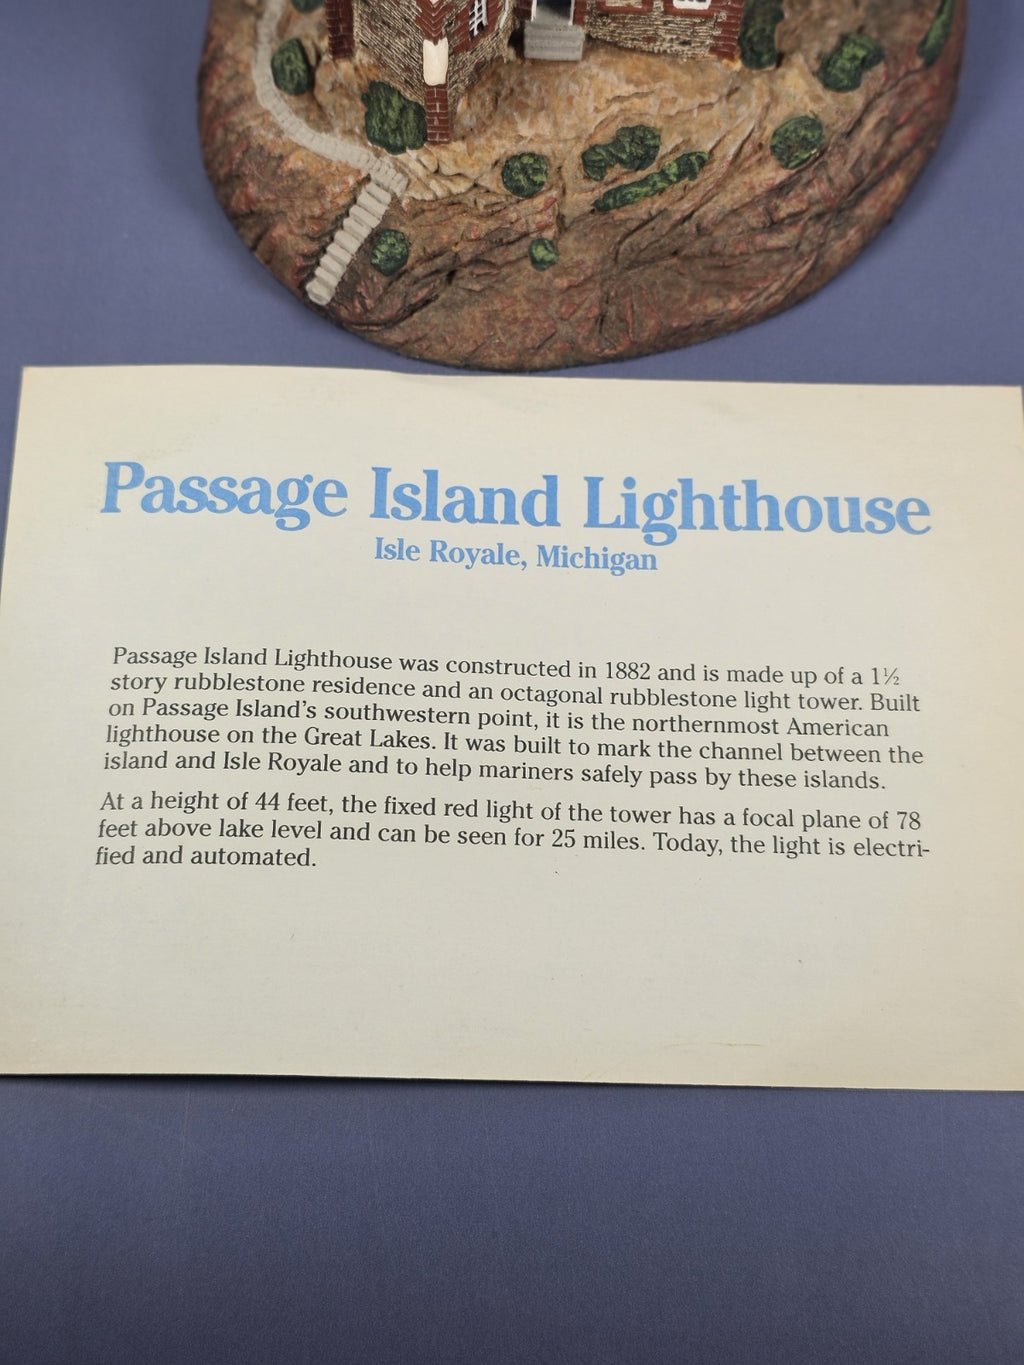 Passage Island Lighthouse
Isle Royale, Michigan
Passage Island Lighthouse was constructed in 1882 and is made up of a 1½
story rubblestone residence and an octagonal rubblestone light tower. Built
on Passage Island's southwestern point, it is the northernmost American
lighthouse on the Great Lakes. It was built to mark the channel between the
island and Isle Royale and to help mariners safely pass by these islands.
At a height of 44 feet, the fixed red light of the tower has a focal plane of 78
feet above lake level and can be seen for 25 miles. Today, the light is electri-
fied and automated.